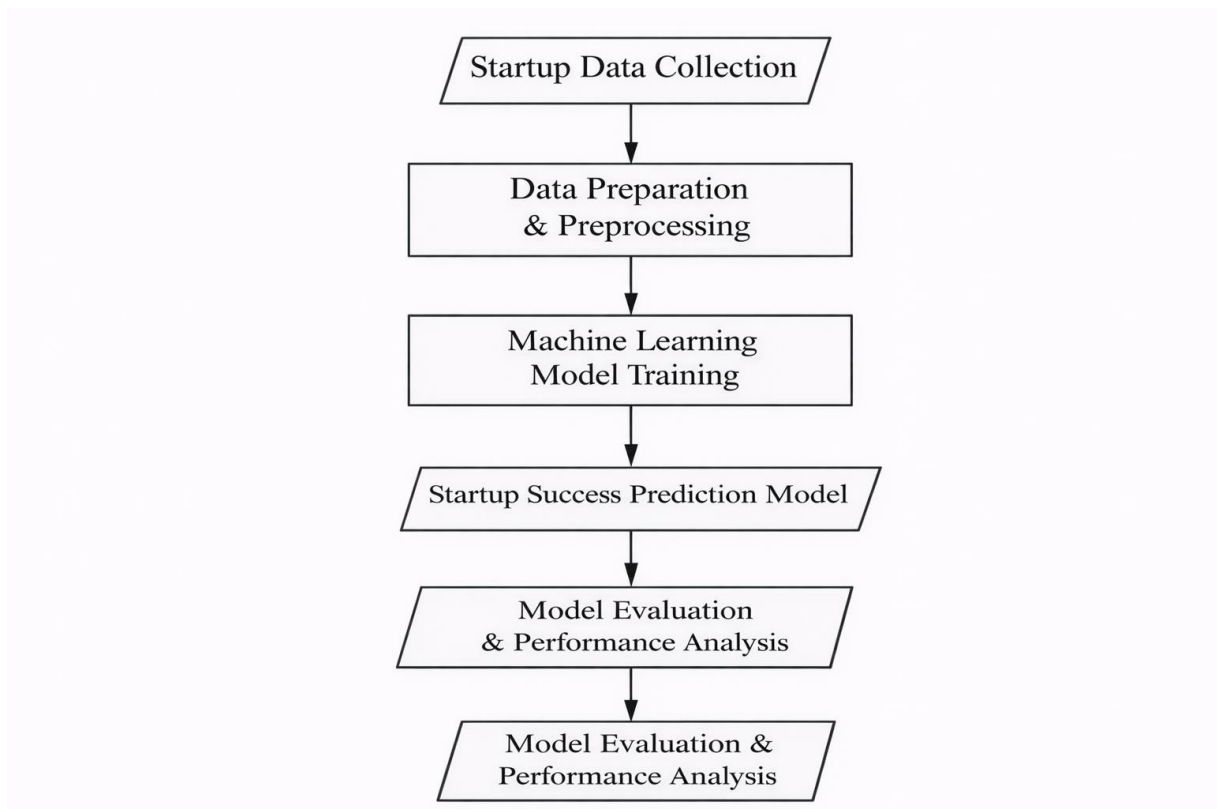 Startup Data Collection
Data Preparation
& Preprocessing
Machine Learning
Model Training
Startup Success Prediction Model
Model Evaluation
& Performance Analysis
Model Evaluation &
Performance Analysis